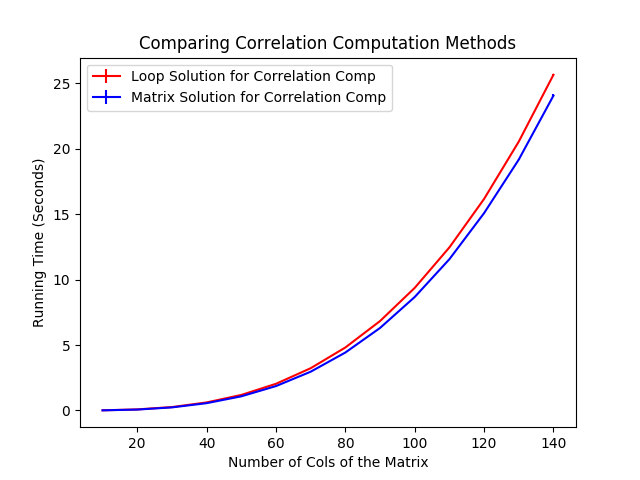 Comparing Correlation Computation Methods
Loop Solution for Correlation Comp
Matrix Solution for Correlation Comp
Running Time (Seconds)
25
20
15
10
5
0
20 40 60 80 100 120 140
Number of Cols of the Matrix